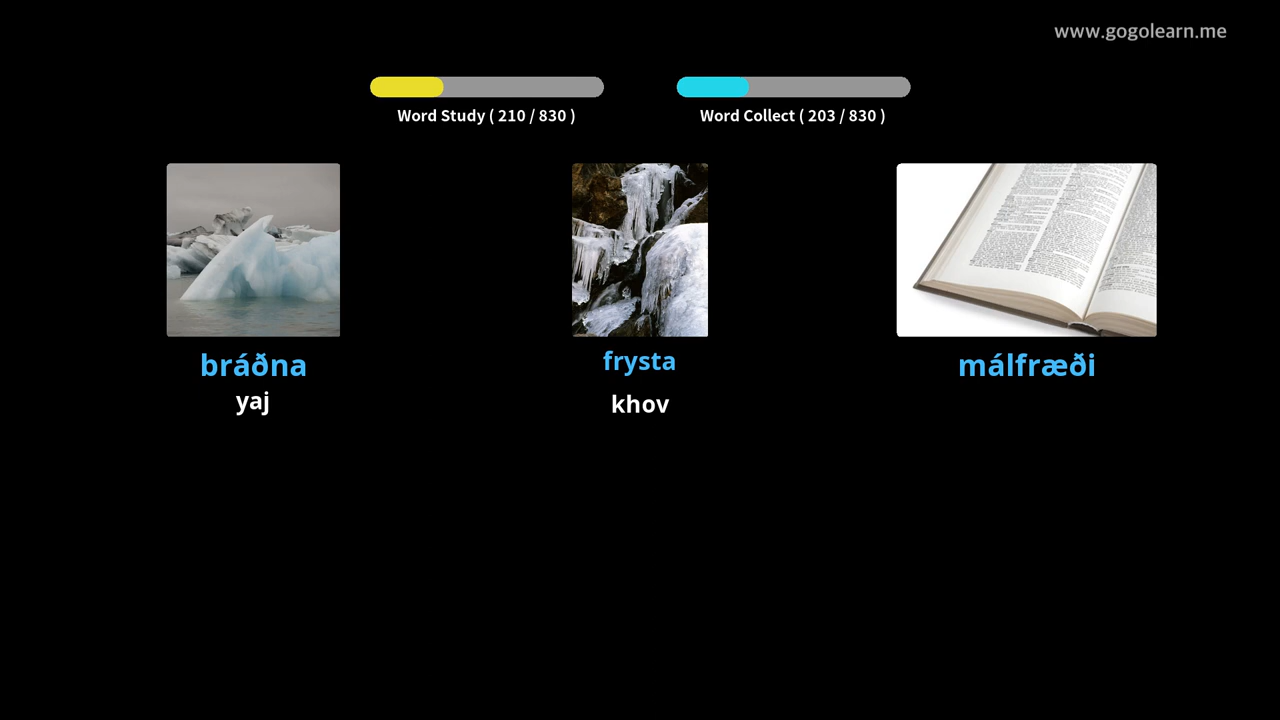 www.gogolearn.me
Word Study ( 210 / 830 )
Word Collect ( 203 / 830 )
bráðna
yaj
frysta
khov
málfræði